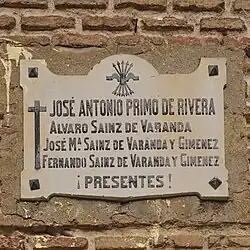 JOSÉ ANTONIO PRIMO DE RIVERA
ALVARO SAINZ DE VARANDA
JOSÉ Mª SAINZ DE VARANDA Y GIMENEZ
FERNANDO SAINZ DE VARANDA Y GIMENEZ
¡PRESENTES!